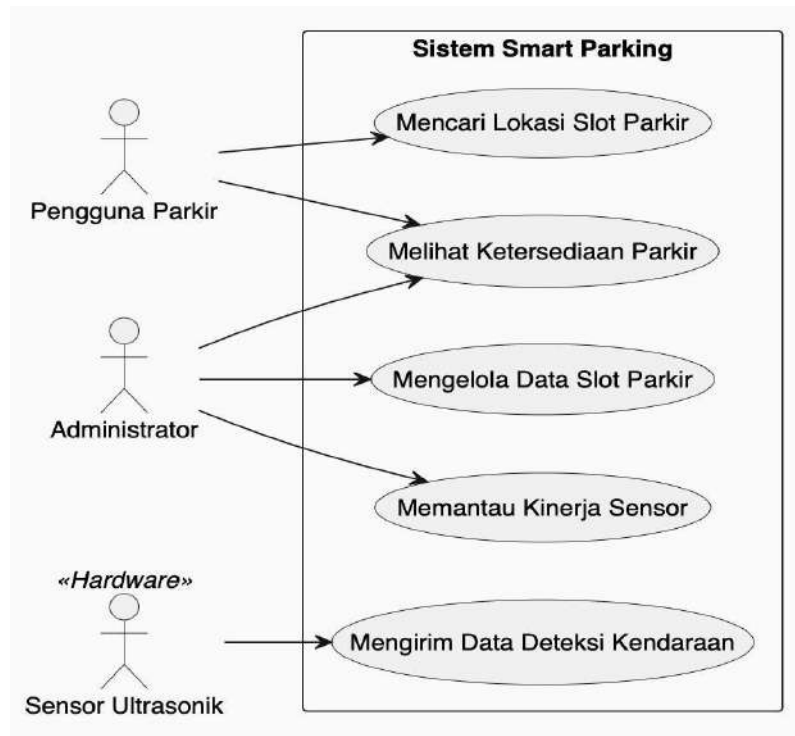 Sistem Smart Parking
Mencari Lokasi Slot Parkir
Pengguna Parkir
Melihat Ketersediaan Parkir
Mengelola Data Slot Parkir
Administrator
Memantau Kinerja Sensor
«Hardware»
Mengirim Data Deteksi Kendaraan
Sensor Ultrasonik